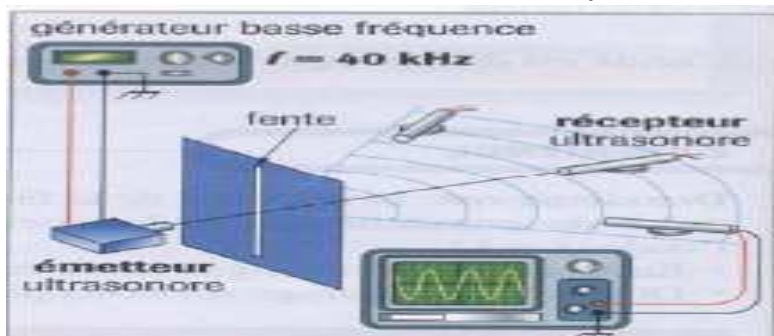 générateur basse fréquence
f = 40 kHz
fente
récepteur
ultrasonore
émetteur
ultrasonore